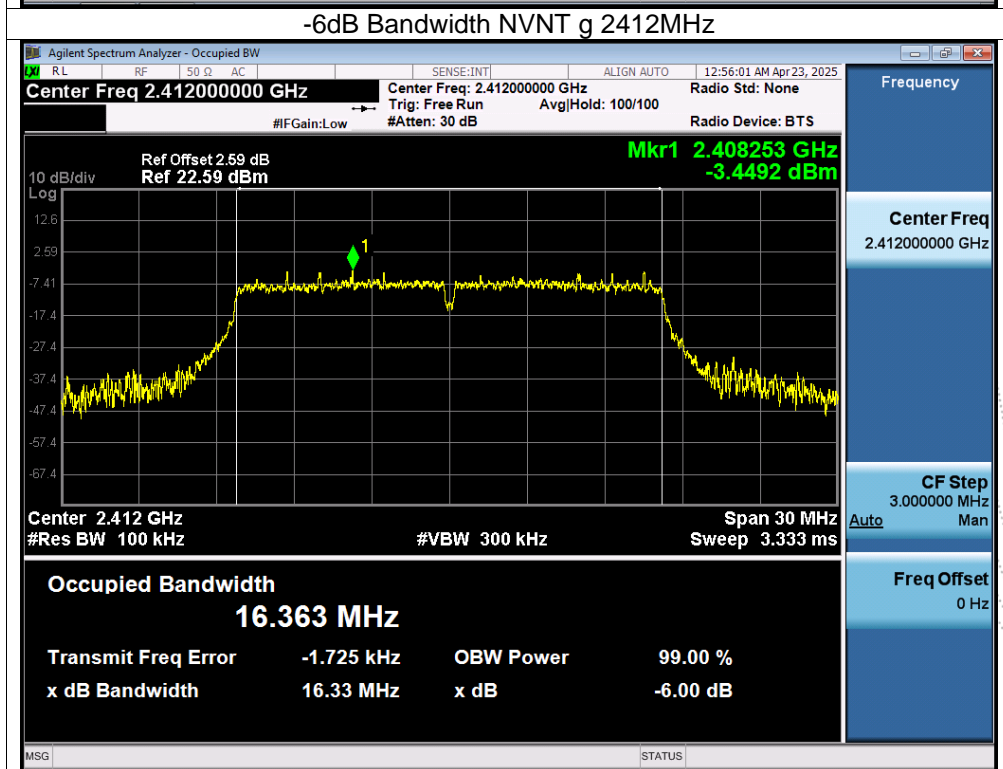 -6dB Bandwidth NVNT g 2412MHz
Agilent Spectrum Analyzer - Occupied BW
LXI RL RF 50 Ω AC SENSE:INT ALIGN AUTO 12:56:01 AM Apr 23, 2025
Center Freq 2.412000000 GHz
Center Freq: 2.412000000 GHz Radio Std: None
Trig: Free Run Avg|Hold: 100/100
#IFGain:Low #Atten: 30 dB Radio Device: BTS
Mkr1 2.408253 GHz
-3.4492 dBm
Ref Offset 2.59 dB
10 dB/div Ref 22.59 dBm
Log
12.6
2.59
-7.41
-17.4
-27.4
-37.4
-47.4
-57.4
-67.4
1
Center 2.412 GHz Span 30 MHz
#Res BW 100 kHz #VBW 300 kHz Sweep 3.333 ms
Occupied Bandwidth
16.363 MHz
Transmit Freq Error -1.725 kHz OBW Power 99.00 %
x dB Bandwidth 16.33 MHz x dB -6.00 dB
MSG STATUS
Frequency
Center Freq
2.412000000 GHz
CF Step
3.000000 MHz
Auto Man
Freq Offset
0 Hz